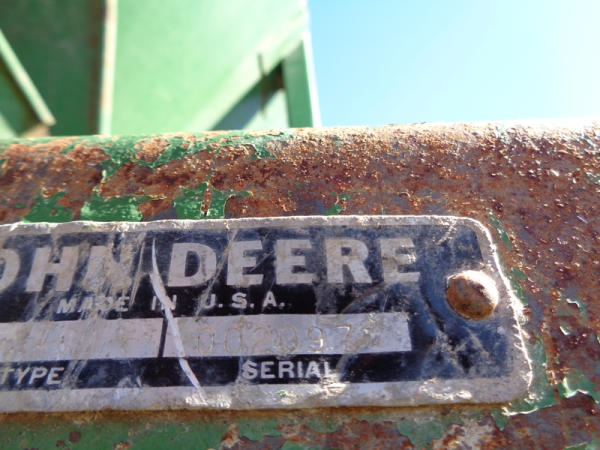 OHN DEERE
MADE IN U.S.A.
TYPE SERIAL